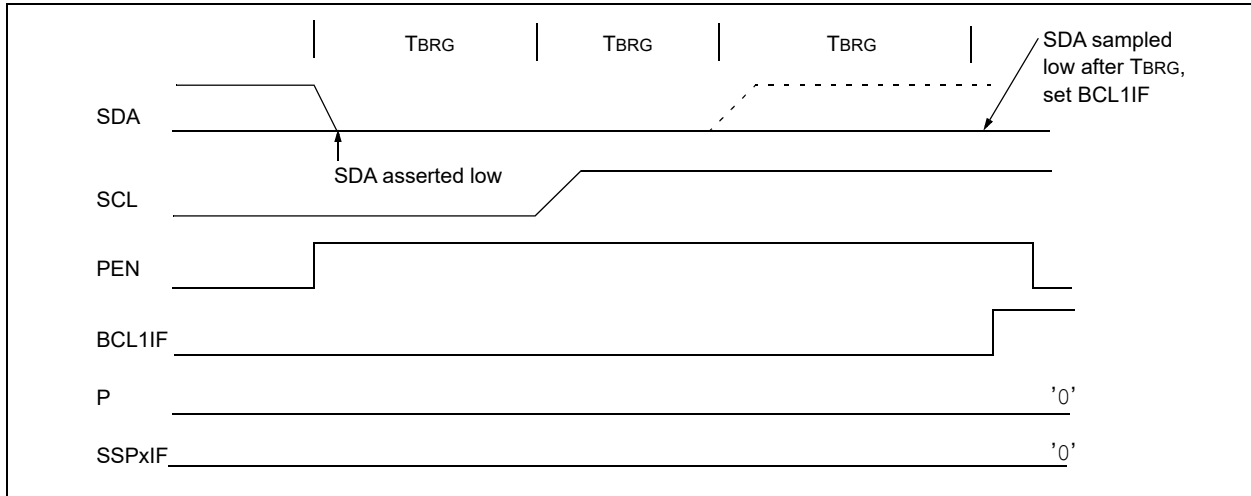 TBRG TBRG TBRG
SDA sampled
low after TBRG,
set BCL1IF
SDA
SDA asserted low
SCL
PEN
BCL1IF
P '0'
SSPxIF '0'